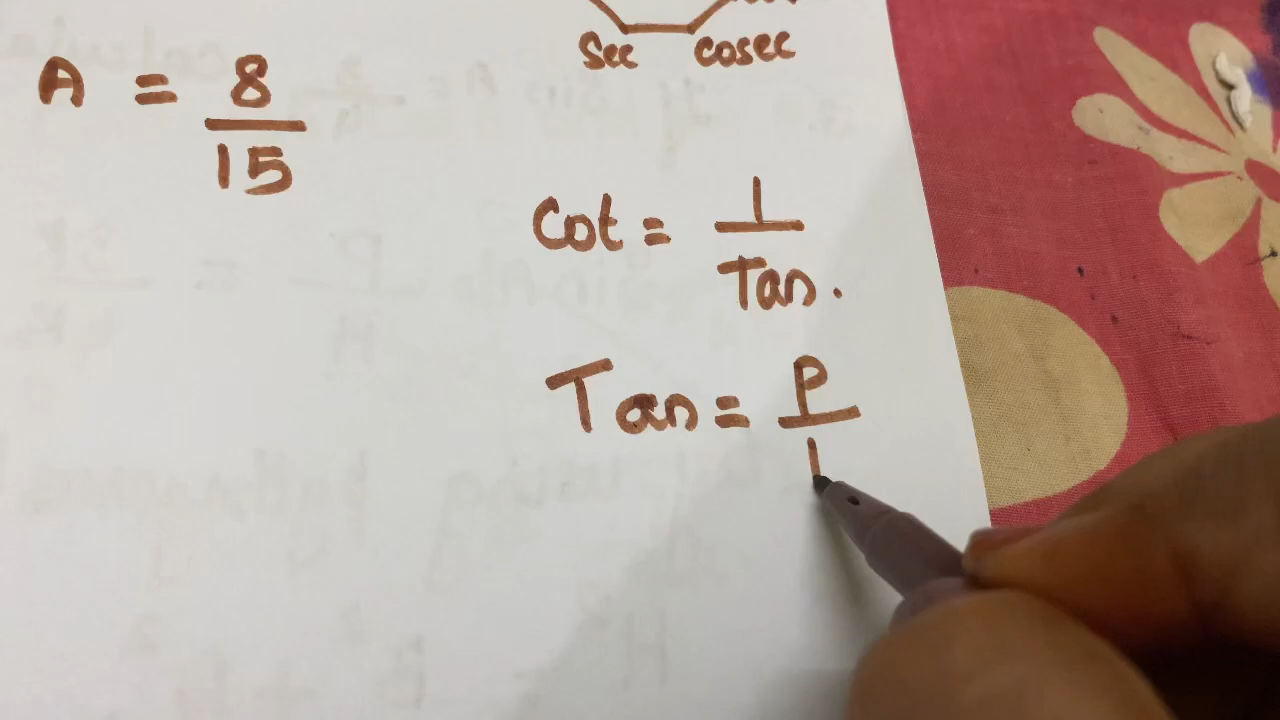 Sec cosec
A = 8/15
Cot = 1/Tan.
Tan = P/